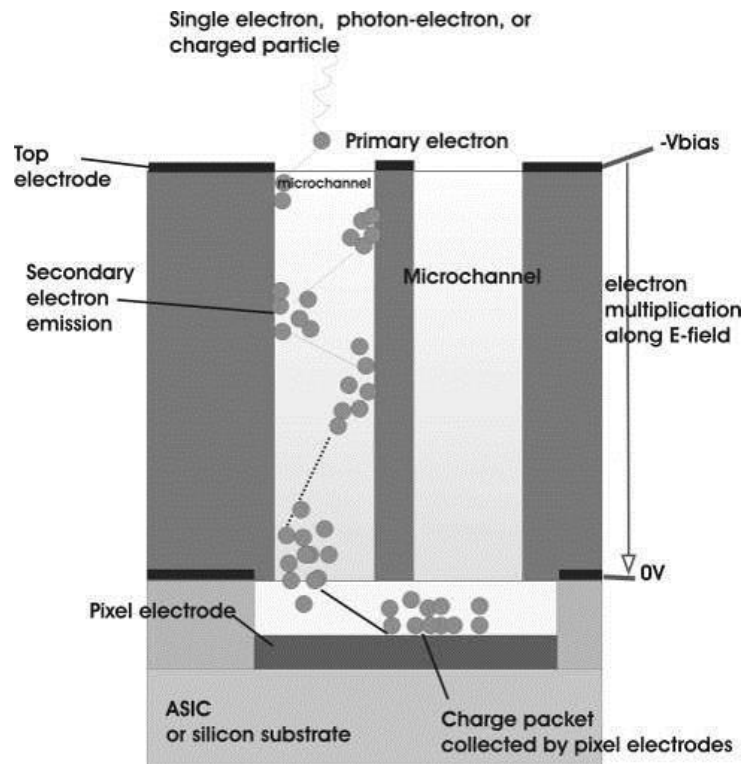 Single electron, photon-electron, or
charged particle
Primary electron
-Vbias
Top
electrode
microchannel
Secondary
electron
emission
Microchannel
electron
multiplication
along E-field
0V
Pixel electrode
ASIC
or silicon substrate
Charge packet
collected by pixel electrodes